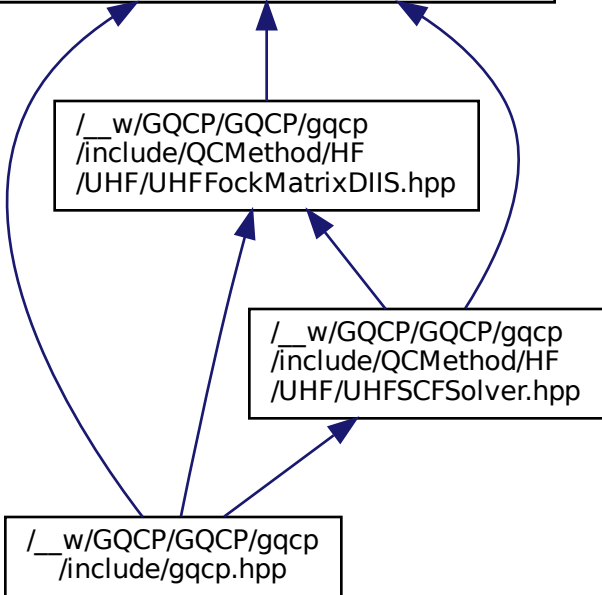 /__w/GQCP/GQCP/gqcp
/include/QCMethod/HF
/UHF/UHFFockMatrixDIIS.hpp
/__w/GQCP/GQCP/gqcp
/include/QCMethod/HF
/UHF/UHFSCFSolver.hpp
/__w/GQCP/GQCP/gqcp
/include/gqcp.hpp